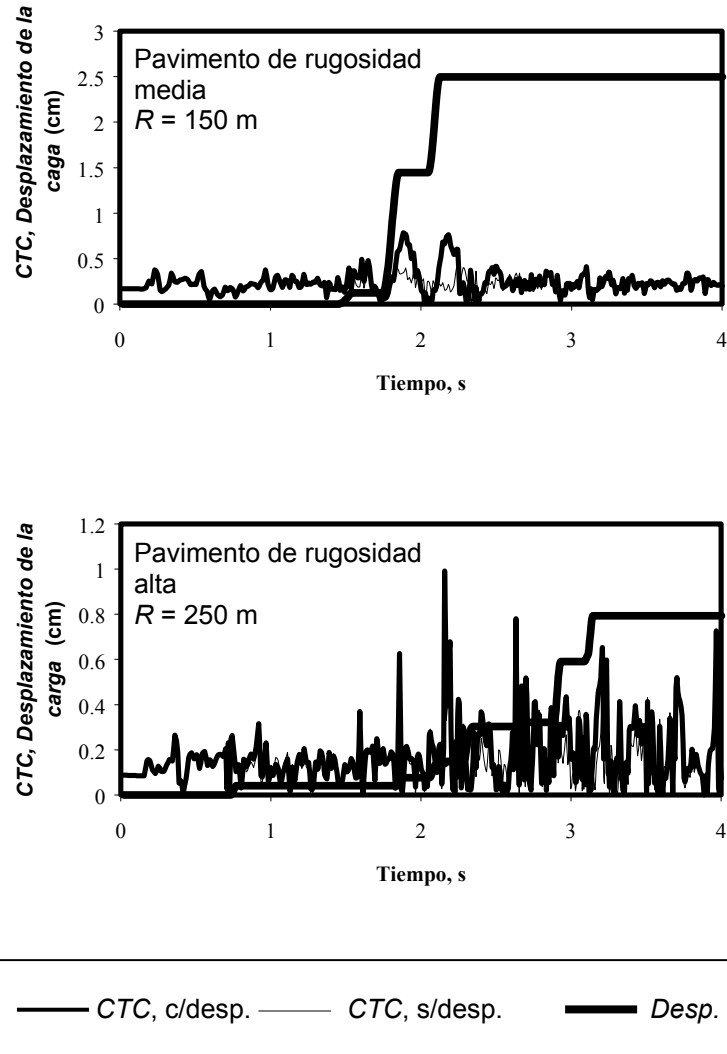 CTC, Desplazamiento de la
caga (cm)
3
2.5
2
1.5
1
0.5
0
Pavimento de rugosidad
media
R = 150 m
0 1 2 3 4
Tiempo, s
CTC, Desplazamiento de la
carga (cm)
1.2
1
0.8
0.6
0.4
0.2
0
Pavimento de rugosidad
alta
R = 250 m
0 1 2 3 4
Tiempo, s
CTC, c/desp. CTC, s/desp. Desp.